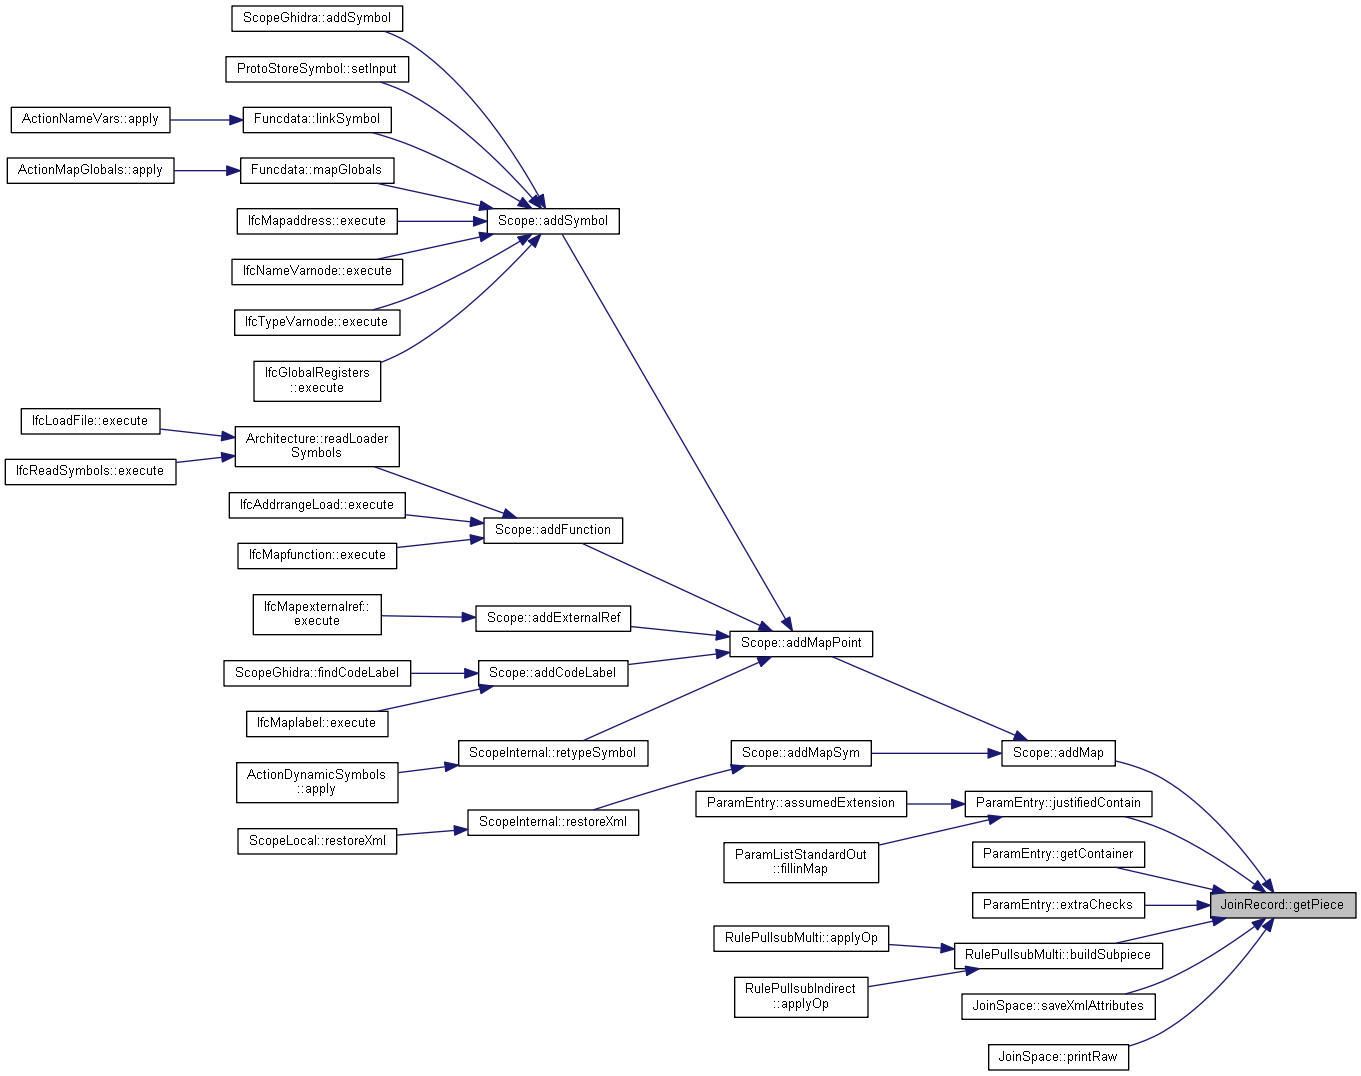 ScopeGhidra::addSymbol
ProtoStoreSymbol::setInput
ActionNameVars::apply
Funcdata::linkSymbol
ActionMapGlobals::apply
Funcdata::mapGlobals
IfcMapaddress::execute
Scope::addSymbol
IfcNameVarnode::execute
IfcTypeVarnode::execute
IfcGlobalRegisters
::execute
IfcLoadFile::execute
Architecture::readLoader
Symbols
IfcReadSymbols::execute
IfcAddrrangeLoad::execute
Scope::addFunction
IfcMapfunction::execute
IfcMapexternalref::
execute
Scope::addExternalRef
Scope::addMapPoint
ScopeGhidra::findCodeLabel
Scope::addCodeLabel
IfcMaplabel::execute
ScopeInternal::retypeSymbol
Scope::addMapSym
Scope::addMap
ActionDynamicSymbols
::apply
ParamEntry::assumedExtension
ParamEntry::justifiedContain
ScopeInternal::restoreXml
ScopeLocal::restoreXml
ParamListStandardOut
::fillinMap
ParamEntry::getContainer
ParamEntry::extraChecks
JoinRecord::getPiece
RulePullsubMulti::applyOp
RulePullsubMulti::buildSubpiece
RulePullsubIndirect
::applyOp
JoinSpace::saveXmlAttributes
JoinSpace::printRaw